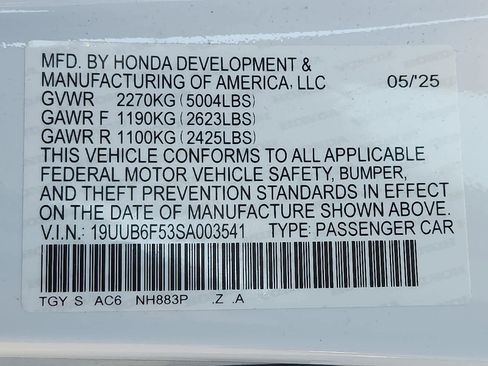 MFD. BY HONDA DEVELOPMENT &
MANUFACTURING OF AMERICA, LLC 05/'25
GVWR 2270KG (5004LBS)
GAWR F 1190KG (2623LBS)
GAWR R 1100KG (2425LBS)
THIS VEHICLE CONFORMS TO ALL APPLICABLE
FEDERAL MOTOR VEHICLE SAFETY, BUMPER,
AND THEFT PREVENTION STANDARDS IN EFFECT
ON THE DATE OF MANUFACTURE SHOWN ABOVE.
V.I.N.: 19UUB6F53SA003541 TYPE: PASSENGER CAR
TGY S AC6 NH883P .Z .A